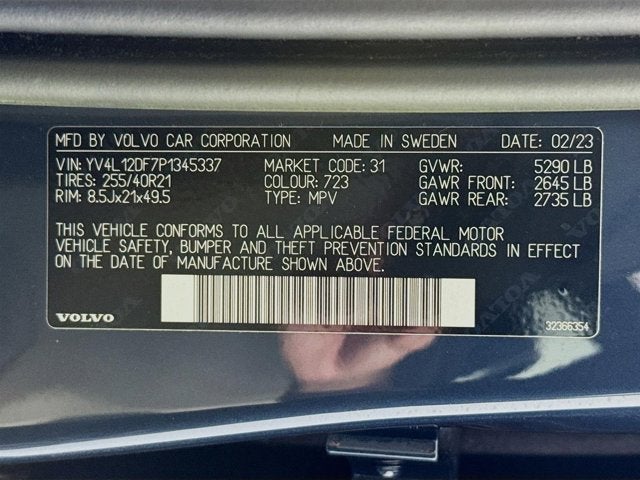 MFD BY VOLVO CAR CORPORATION MADE IN SWEDEN DATE: 02/23
VIN: YV4L12DF7P1345337 MARKET CODE: 31 GVWR: 5290 LB
TIRES: 255/40R21 COLOUR: 723 GAWR FRONT: 2645 LB
RIM: 8.5Jx21x49.5 TYPE: MPV GAWR REAR: 2735 LB
THIS VEHICLE CONFORMS TO ALL APPLICABLE FEDERAL MOTOR
VEHICLE SAFETY, BUMPER AND THEFT PREVENTION STANDARDS IN EFFECT
ON THE DATE OF MANUFACTURE SHOWN ABOVE.
VOLVO 32366354